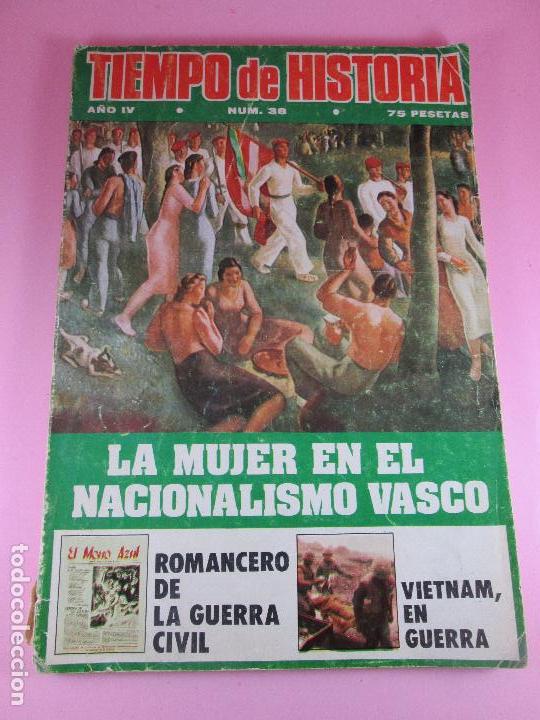 TIEMPO de HISTORIA
AÑO IV • NUM. 38 • 75 PESETAS
LA MUJER EN EL
NACIONALISMO VASCO
El Mono Azul
ROMANCERO
DE
LA GUERRA
CIVIL
VIETNAM,
EN
GUERRA
todocoleccion.net